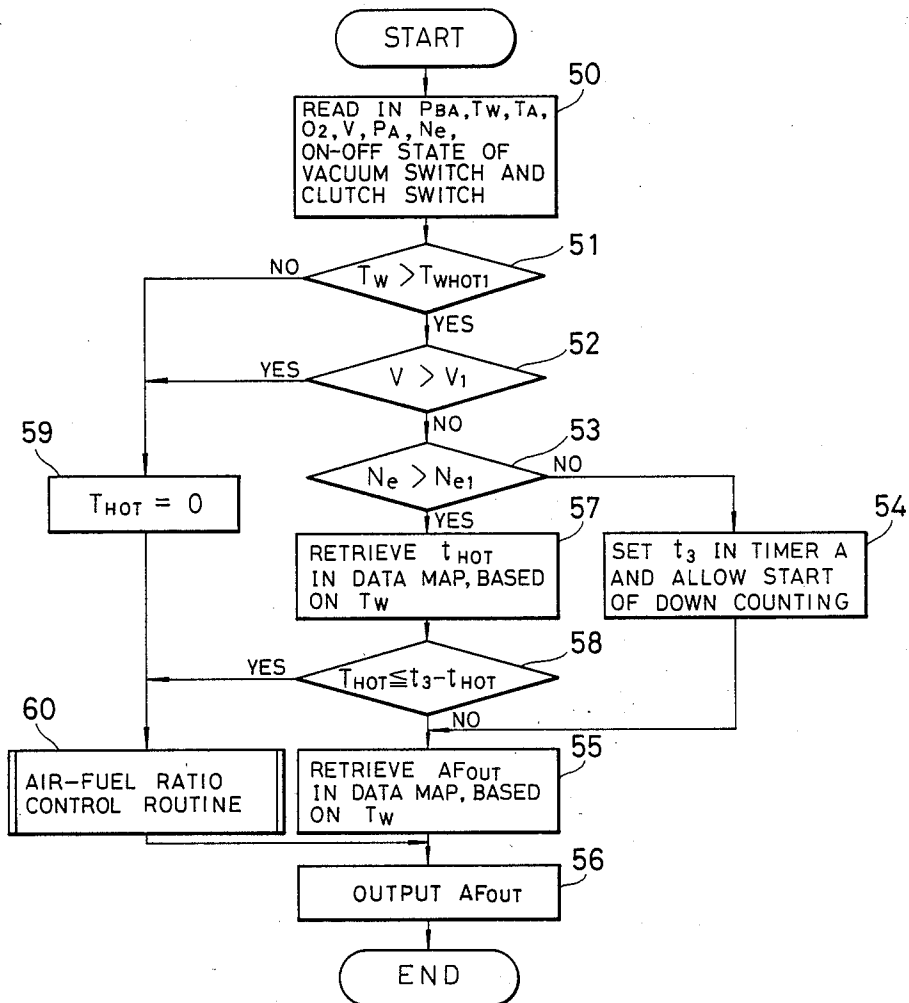 START
50
READ IN PBA, TW, TA,
O2, V, PA, Ne,
ON-OFF STATE OF
VACUUM SWITCH AND
CLUTCH SWITCH
51
TW > TWHOT1
NO
YES
52
V > V1
YES
NO
53
Ne > Ne1
NO
YES
59
THOT = 0
57
RETRIEVE tHOT
IN DATA MAP, BASED
ON TW
54
SET t3 IN TIMER A
AND ALLOW START
OF DOWN COUNTING
58
THOT≦t3-tHOT
YES
NO
60
AIR-FUEL RATIO
CONTROL ROUTINE
55
RETRIEVE AFOUT
IN DATA MAP, BASED
ON TW
56
OUTPUT AFOUT
END